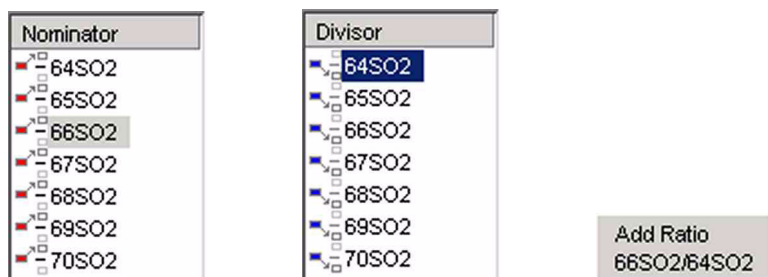 Nominator
64SO2
65SO2
66SO2
67SO2
68SO2
69SO2
70SO2
Divisor
64SO2
65SO2
66SO2
67SO2
68SO2
69SO2
70SO2
Add Ratio
66SO2/64SO2